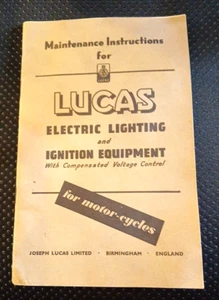 Maintenance Instructions
for
LUCAS
ELECTRIC LIGHTING
and
IGNITION EQUIPMENT
With Compensated Voltage Control
for motor-cycles
JOSEPH LUCAS LIMITED · BIRMINGHAM · ENGLAND